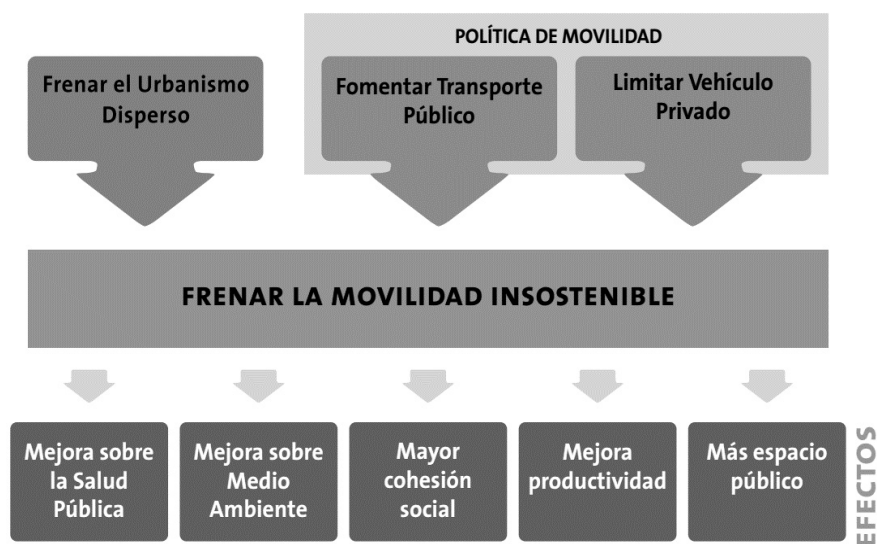 POLÍTICA DE MOVILIDAD
Frenar el Urbanismo
Disperso
Fomentar Transporte
Público
Limitar Vehículo
Privado
FRENAR LA MOVILIDAD INSOSTENIBLE
Mejora sobre
la Salud
Pública
Mejora sobre
Medio
Ambiente
Mayor
cohesión
social
Mejora
productividad
Más espacio
público
EFECTOS